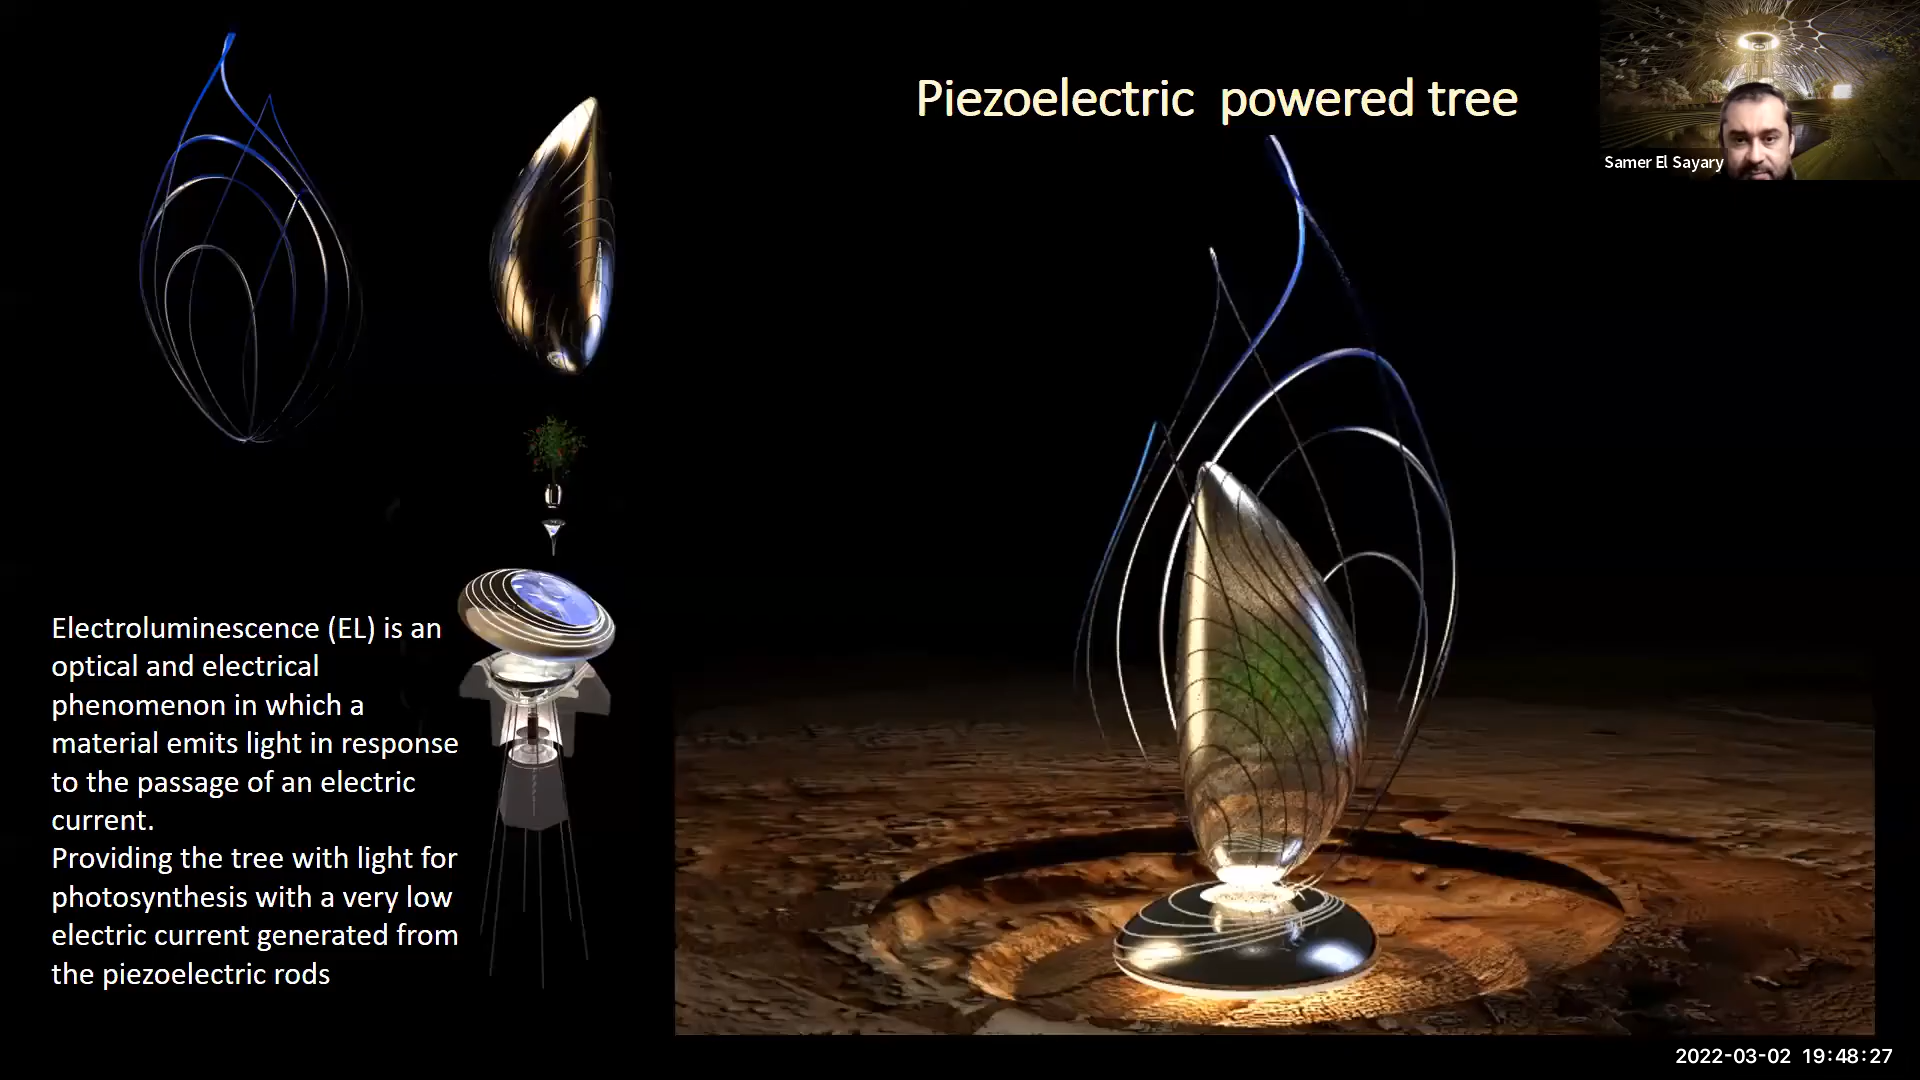 Piezoelectric  powered tree
Samer El Sayary
Electroluminescence (EL) is an
optical and electrical
phenomenon in which a
material emits light in response
to the passage of an electric
current.
Providing the tree with light for
photosynthesis with a very low
electric current generated from
the piezoelectric rods
2022-03-02 19:48:27